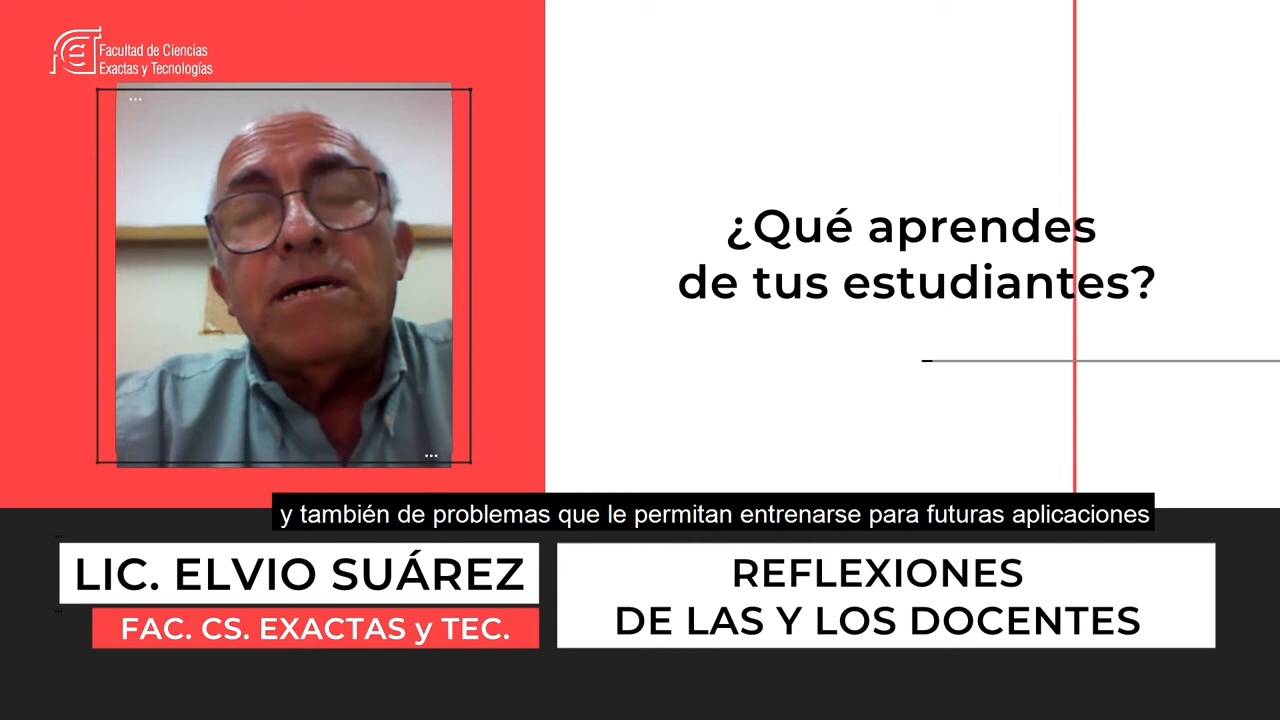 Facultad de Ciencias
Exactas y Tecnologías
¿Qué aprendes
de tus estudiantes?
y también de problemas que le permitan entrenarse para futuras aplicaciones
LIC. ELVIO SUÁREZ
FAC. CS. EXACTAS y TEC.
REFLEXIONES
DE LAS Y LOS DOCENTES